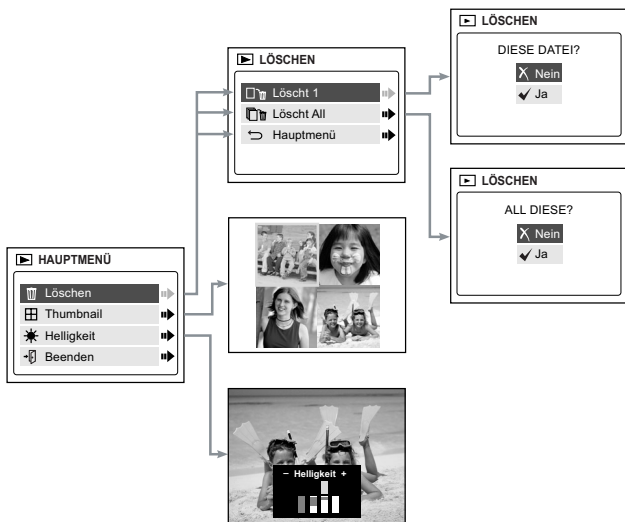 LÖSCHEN
DIESE DATEI?
Nein
Ja
LÖSCHEN
Löscht 1
Löscht All
Hauptmenü
LÖSCHEN
ALL DIESE?
Nein
Ja
HAUPTMENÜ
Löschen
Thumbnail
Helligkeit
Beenden
– Helligkeit +